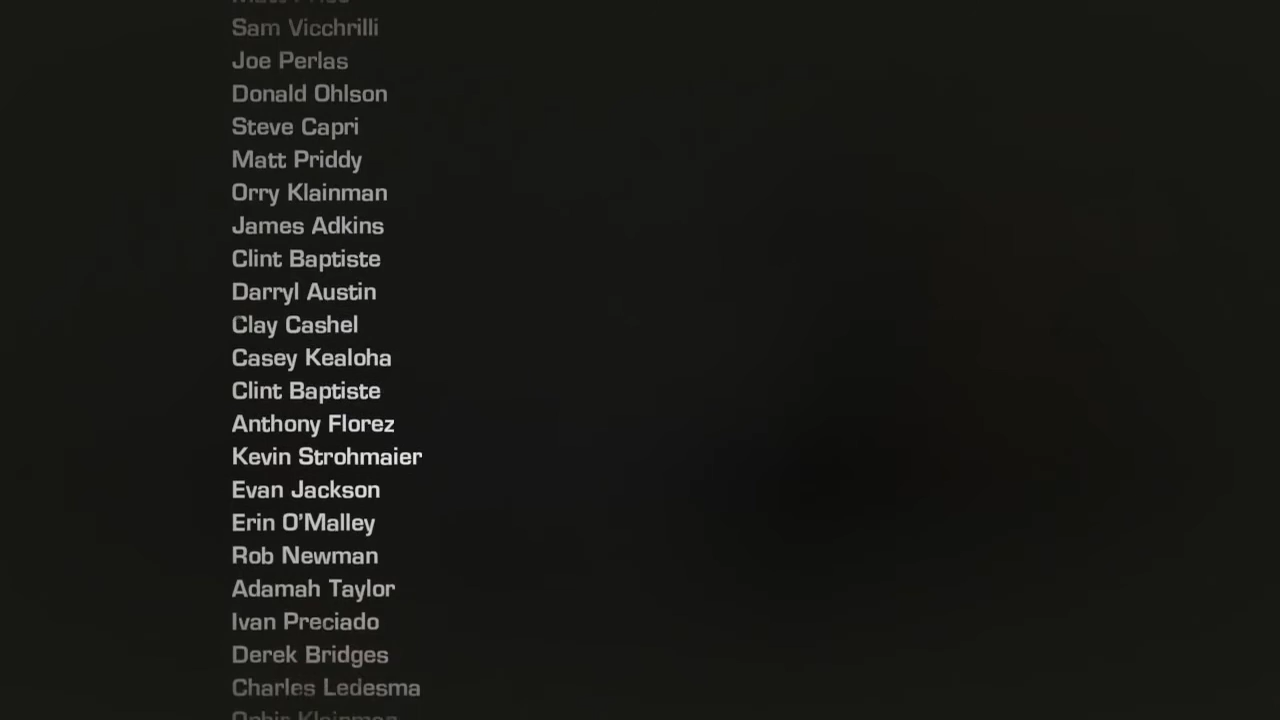 Sam Vicchrilli
Joe Perlas
Donald Ohlson
Steve Capri
Matt Priddy
Orry Klainman
James Adkins
Clint Baptiste
Darryl Austin
Clay Cashel
Casey Kealoha
Clint Baptiste
Anthony Florez
Kevin Strohmaier
Evan Jackson
Erin O’Malley
Rob Newman
Adamah Taylor
Ivan Preciado
Derek Bridges
Charles Ledesma